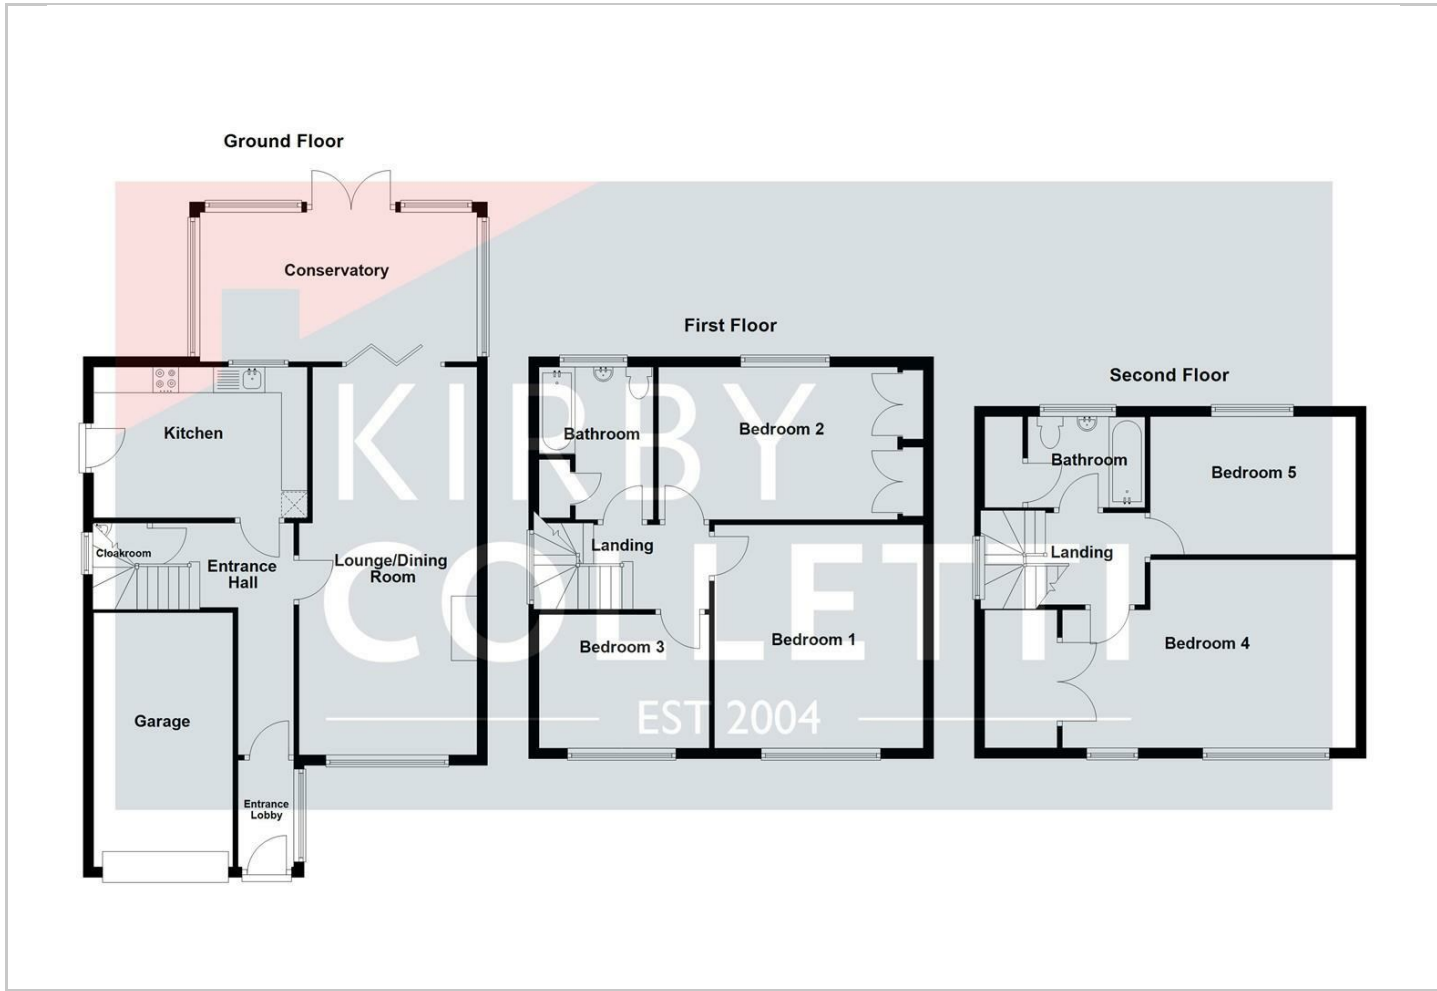 Ground Floor
Conservatory
Kitchen
Cloakroom
Entrance
Hall
Lounge/Dining
Room
Garage
Entrance
Lobby
First Floor
Bathroom
Bedroom 2
Landing
Bedroom 3
Bedroom 1
Second Floor
Bathroom
Bedroom 5
Landing
Bedroom 4
KIRBY
COLLETTI
EST 2004